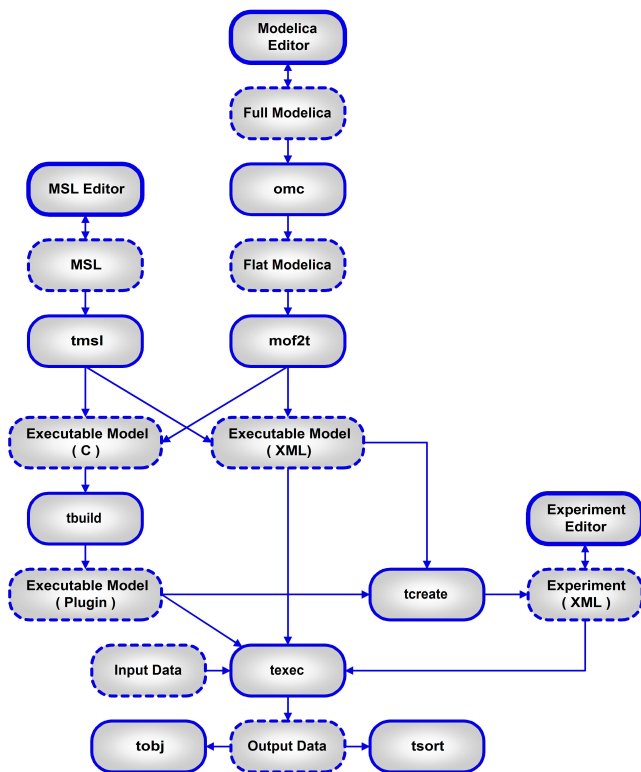 Modelica
Editor
Full Modelica
MSL Editor
omc
MSL
Flat Modelica
tmsl
mof2t
Executable Model
( C )
Executable Model
( XML)
tbuild
Experiment
Editor
Executable Model
( Plugin )
tcreate
Experiment
( XML )
Input Data
texec
tobj
Output Data
tsort